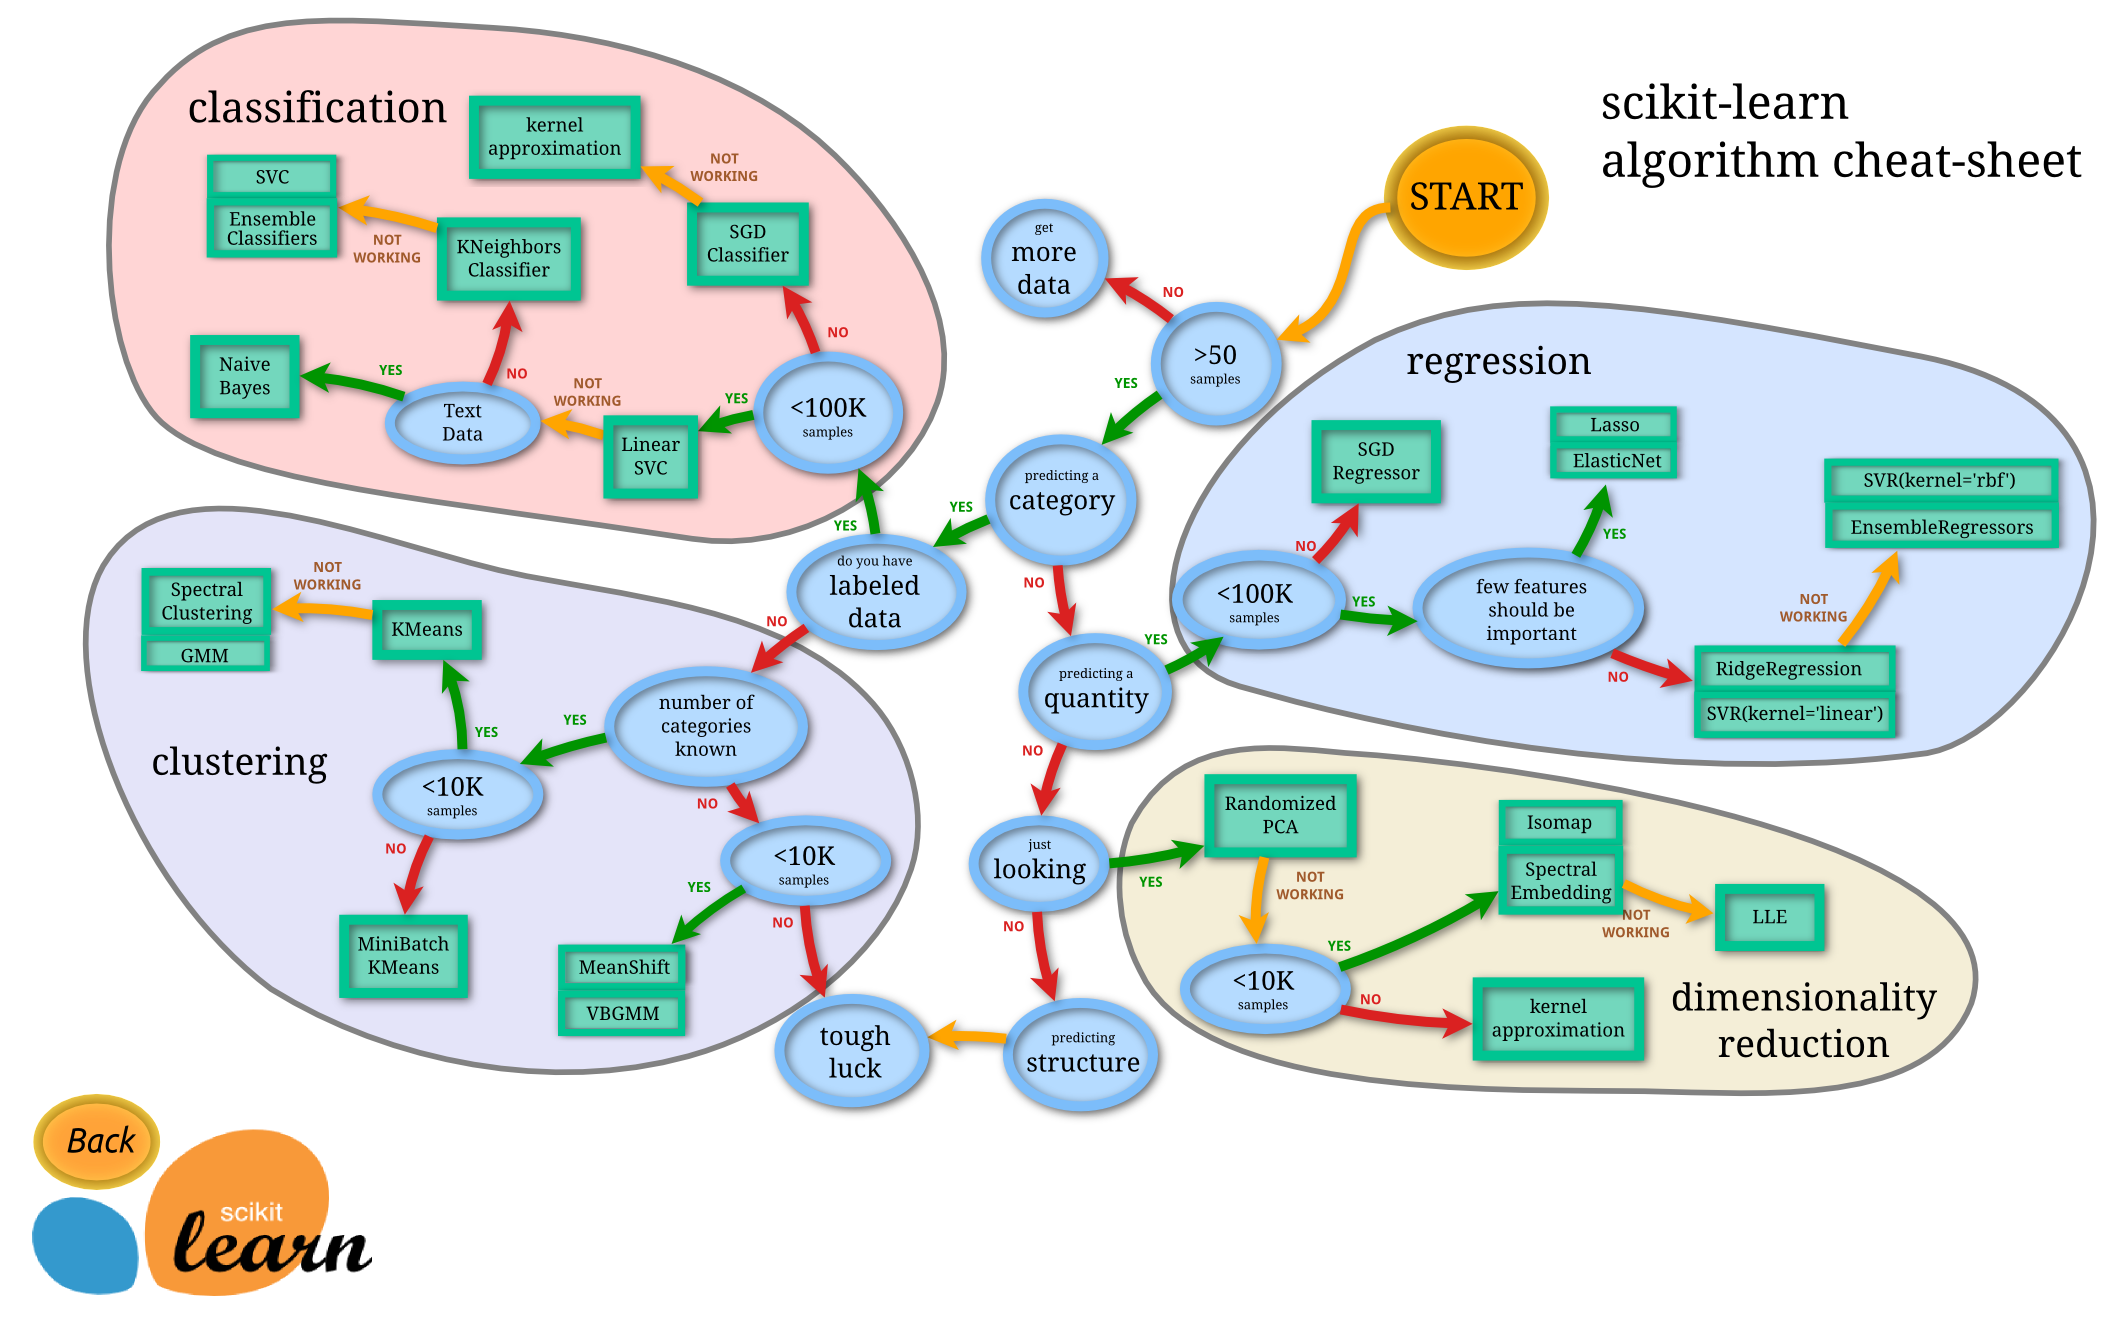 scikit-learn
algorithm cheat-sheet
START
classification
kernel
approximation
NOT
WORKING
SVC
Ensemble
Classifiers
NOT
WORKING
KNeighbors
Classifier
SGD
Classifier
NO
Naive
Bayes
YES
Text
Data
NO
NOT
WORKING
Linear
SVC
YES
<100K
samples
YES
get
more
data
NO
>50
samples
YES
predicting a
category
YES
do you have
labeled
data
NO
NO
predicting a
quantity
YES
NO
just
looking
YES
NO
predicting
structure
tough
luck
regression
SGD
Regressor
Lasso
ElasticNet
SVR(kernel='rbf')
EnsembleRegressors
NO
YES
<100K
samples
YES
few features
should be
important
NOT
WORKING
NO
RidgeRegression
SVR(kernel='linear')
clustering
Spectral
Clustering
GMM
NOT
WORKING
KMeans
YES
number of
categories
known
YES
<10K
samples
NO
NO
<10K
samples
MiniBatch
KMeans
YES
NO
MeanShift
VBGMM
dimensionality
reduction
Randomized
PCA
NOT
WORKING
Isomap
Spectral
Embedding
NOT
WORKING
LLE
YES
<10K
samples
NO
kernel
approximation
Back
scikit
learn